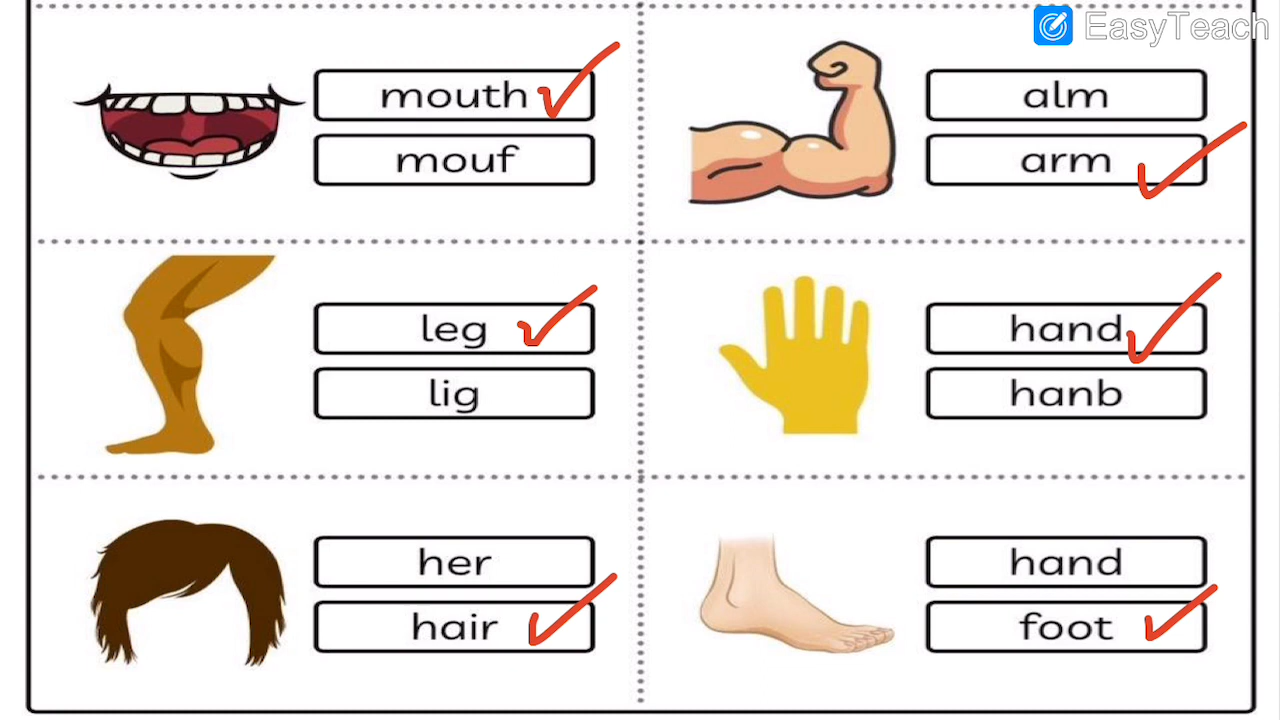 EasyTeach
mouth
mouf
alm
arm
leg
lig
hand
hanb
her
hair
hand
foot